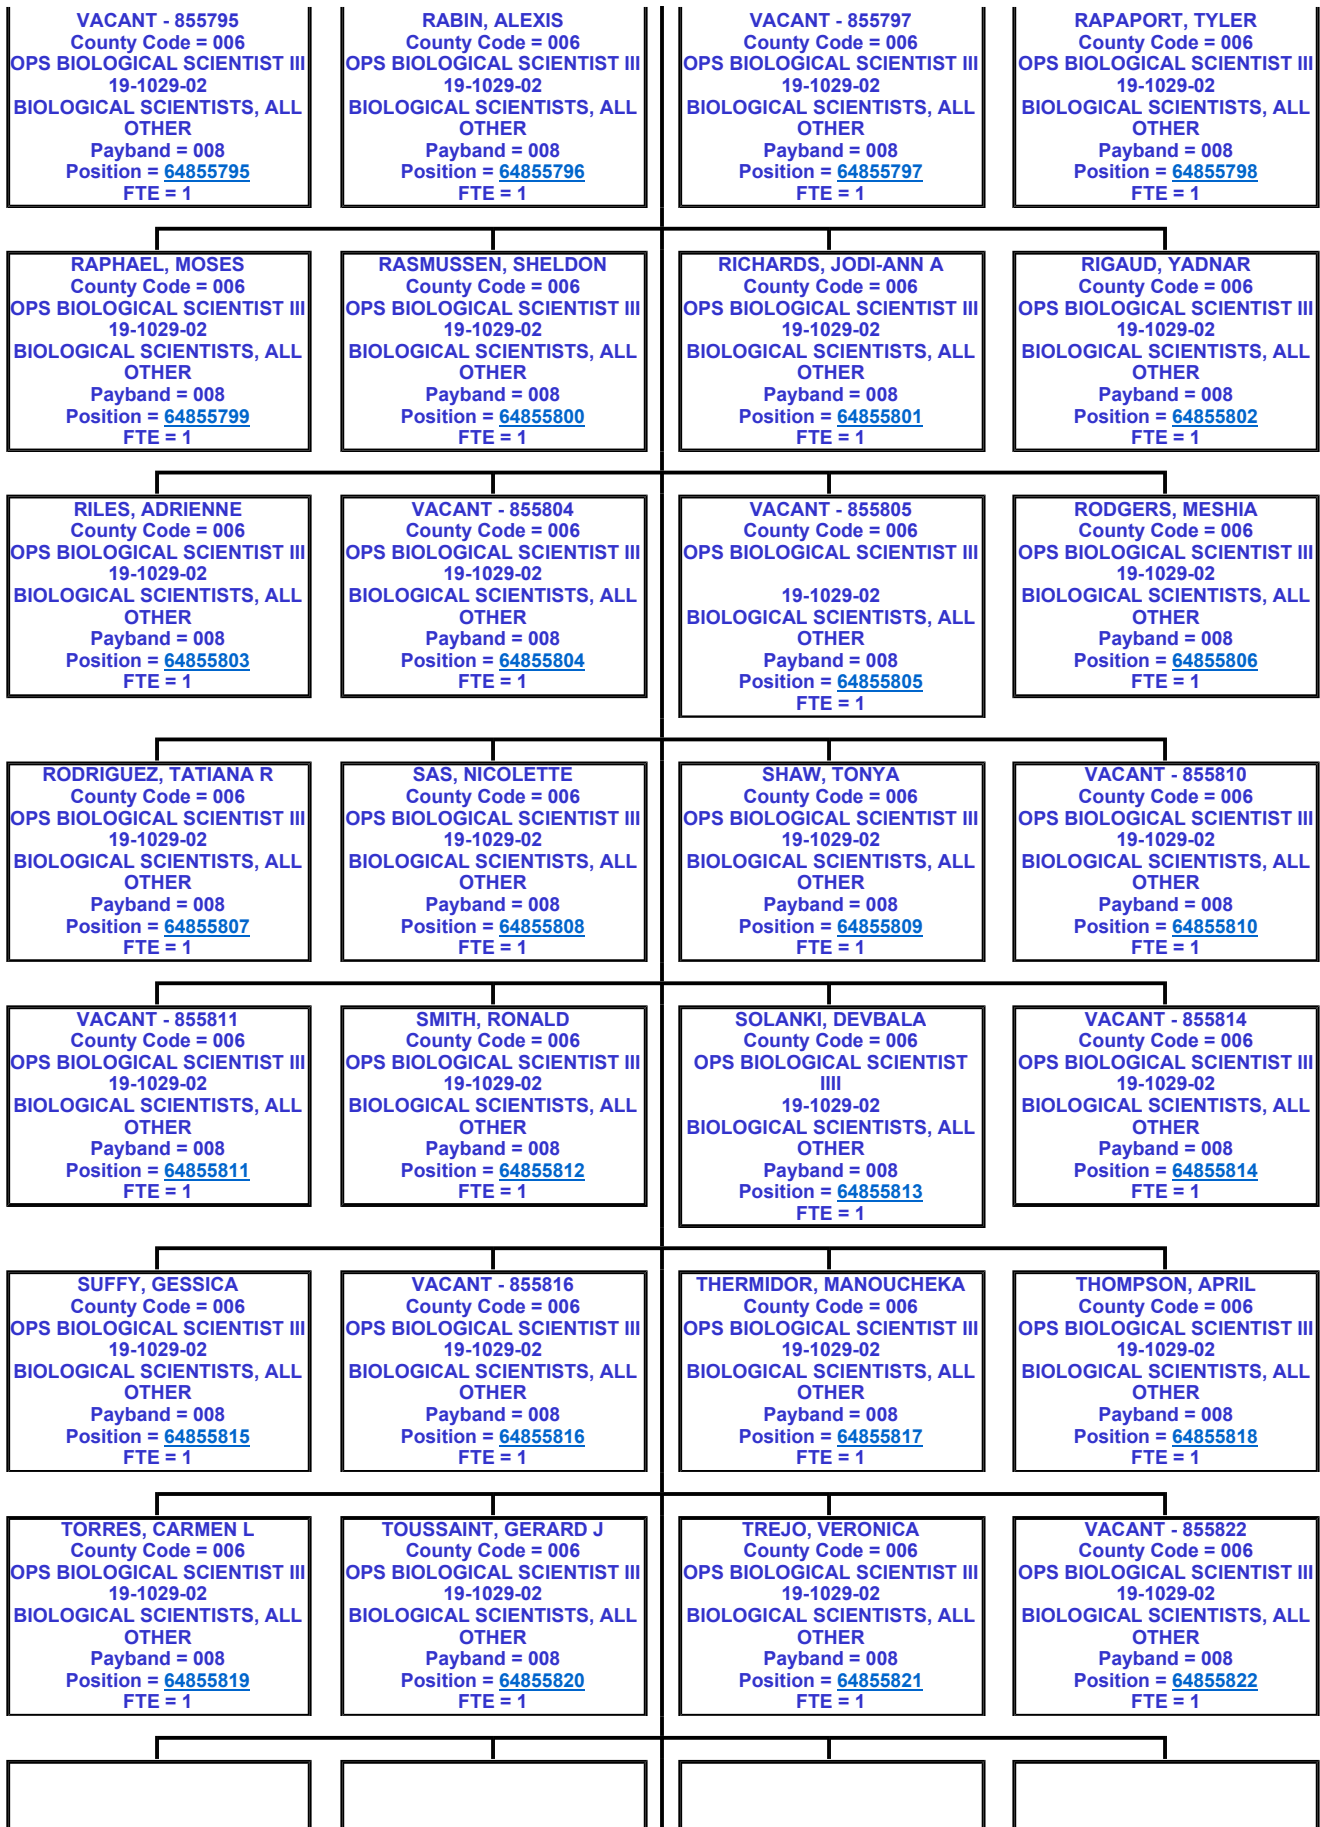 VACANT - 855795
County Code = 006
OPS BIOLOGICAL SCIENTIST III
19-1029-02
BIOLOGICAL SCIENTISTS, ALL
OTHER
Payband = 008
Position = 64855795
FTE = 1
RABIN, ALEXIS
County Code = 006
OPS BIOLOGICAL SCIENTIST III
19-1029-02
BIOLOGICAL SCIENTISTS, ALL
OTHER
Payband = 008
Position = 64855796
FTE = 1
VACANT - 855797
County Code = 006
OPS BIOLOGICAL SCIENTIST III
19-1029-02
BIOLOGICAL SCIENTISTS, ALL
OTHER
Payband = 008
Position = 64855797
FTE = 1
RAPAPORT, TYLER
County Code = 006
OPS BIOLOGICAL SCIENTIST III
19-1029-02
BIOLOGICAL SCIENTISTS, ALL
OTHER
Payband = 008
Position = 64855798
FTE = 1
RAPHAEL, MOSES
County Code = 006
OPS BIOLOGICAL SCIENTIST III
19-1029-02
BIOLOGICAL SCIENTISTS, ALL
OTHER
Payband = 008
Position = 64855799
FTE = 1
RASMUSSEN, SHELDON
County Code = 006
OPS BIOLOGICAL SCIENTIST III
19-1029-02
BIOLOGICAL SCIENTISTS, ALL
OTHER
Payband = 008
Position = 64855800
FTE = 1
RICHARDS, JODI-ANN A
County Code = 006
OPS BIOLOGICAL SCIENTIST III
19-1029-02
BIOLOGICAL SCIENTISTS, ALL
OTHER
Payband = 008
Position = 64855801
FTE = 1
RIGAUD, YADNAR
County Code = 006
OPS BIOLOGICAL SCIENTIST III
19-1029-02
BIOLOGICAL SCIENTISTS, ALL
OTHER
Payband = 008
Position = 64855802
FTE = 1
RILES, ADRIENNE
County Code = 006
OPS BIOLOGICAL SCIENTIST III
19-1029-02
BIOLOGICAL SCIENTISTS, ALL
OTHER
Payband = 008
Position = 64855803
FTE = 1
VACANT - 855804
County Code = 006
OPS BIOLOGICAL SCIENTIST III
19-1029-02
BIOLOGICAL SCIENTISTS, ALL
OTHER
Payband = 008
Position = 64855804
FTE = 1
VACANT - 855805
County Code = 006
OPS BIOLOGICAL SCIENTIST III
19-1029-02
BIOLOGICAL SCIENTISTS, ALL
OTHER
Payband = 008
Position = 64855805
FTE = 1
RODGERS, MESHIA
County Code = 006
OPS BIOLOGICAL SCIENTIST III
19-1029-02
BIOLOGICAL SCIENTISTS, ALL
OTHER
Payband = 008
Position = 64855806
FTE = 1
RODRIGUEZ, TATIANA R
County Code = 006
OPS BIOLOGICAL SCIENTIST III
19-1029-02
BIOLOGICAL SCIENTISTS, ALL
OTHER
Payband = 008
Position = 64855807
FTE = 1
SAS, NICOLETTE
County Code = 006
OPS BIOLOGICAL SCIENTIST III
19-1029-02
BIOLOGICAL SCIENTISTS, ALL
OTHER
Payband = 008
Position = 64855808
FTE = 1
SHAW, TONYA
County Code = 006
OPS BIOLOGICAL SCIENTIST III
19-1029-02
BIOLOGICAL SCIENTISTS, ALL
OTHER
Payband = 008
Position = 64855809
FTE = 1
VACANT - 855810
County Code = 006
OPS BIOLOGICAL SCIENTIST III
19-1029-02
BIOLOGICAL SCIENTISTS, ALL
OTHER
Payband = 008
Position = 64855810
FTE = 1
VACANT - 855811
County Code = 006
OPS BIOLOGICAL SCIENTIST III
19-1029-02
BIOLOGICAL SCIENTISTS, ALL
OTHER
Payband = 008
Position = 64855811
FTE = 1
SMITH, RONALD
County Code = 006
OPS BIOLOGICAL SCIENTIST III
19-1029-02
BIOLOGICAL SCIENTISTS, ALL
OTHER
Payband = 008
Position = 64855812
FTE = 1
SOLANKI, DEVBALA
County Code = 006
OPS BIOLOGICAL SCIENTIST
IIII
19-1029-02
BIOLOGICAL SCIENTISTS, ALL
OTHER
Payband = 008
Position = 64855813
FTE = 1
VACANT - 855814
County Code = 006
OPS BIOLOGICAL SCIENTIST III
19-1029-02
BIOLOGICAL SCIENTISTS, ALL
OTHER
Payband = 008
Position = 64855814
FTE = 1
SUFFY, GESSICA
County Code = 006
OPS BIOLOGICAL SCIENTIST III
19-1029-02
BIOLOGICAL SCIENTISTS, ALL
OTHER
Payband = 008
Position = 64855815
FTE = 1
VACANT - 855816
County Code = 006
OPS BIOLOGICAL SCIENTIST III
19-1029-02
BIOLOGICAL SCIENTISTS, ALL
OTHER
Payband = 008
Position = 64855816
FTE = 1
THERMIDOR, MANOUCHEKA
County Code = 006
OPS BIOLOGICAL SCIENTIST III
19-1029-02
BIOLOGICAL SCIENTISTS, ALL
OTHER
Payband = 008
Position = 64855817
FTE = 1
THOMPSON, APRIL
County Code = 006
OPS BIOLOGICAL SCIENTIST III
19-1029-02
BIOLOGICAL SCIENTISTS, ALL
OTHER
Payband = 008
Position = 64855818
FTE = 1
TORRES, CARMEN L
County Code = 006
OPS BIOLOGICAL SCIENTIST III
19-1029-02
BIOLOGICAL SCIENTISTS, ALL
OTHER
Payband = 008
Position = 64855819
FTE = 1
TOUSSAINT, GERARD J
County Code = 006
OPS BIOLOGICAL SCIENTIST III
19-1029-02
BIOLOGICAL SCIENTISTS, ALL
OTHER
Payband = 008
Position = 64855820
FTE = 1
TREJO, VERONICA
County Code = 006
OPS BIOLOGICAL SCIENTIST III
19-1029-02
BIOLOGICAL SCIENTISTS, ALL
OTHER
Payband = 008
Position = 64855821
FTE = 1
VACANT - 855822
County Code = 006
OPS BIOLOGICAL SCIENTIST III
19-1029-02
BIOLOGICAL SCIENTISTS, ALL
OTHER
Payband = 008
Position = 64855822
FTE = 1